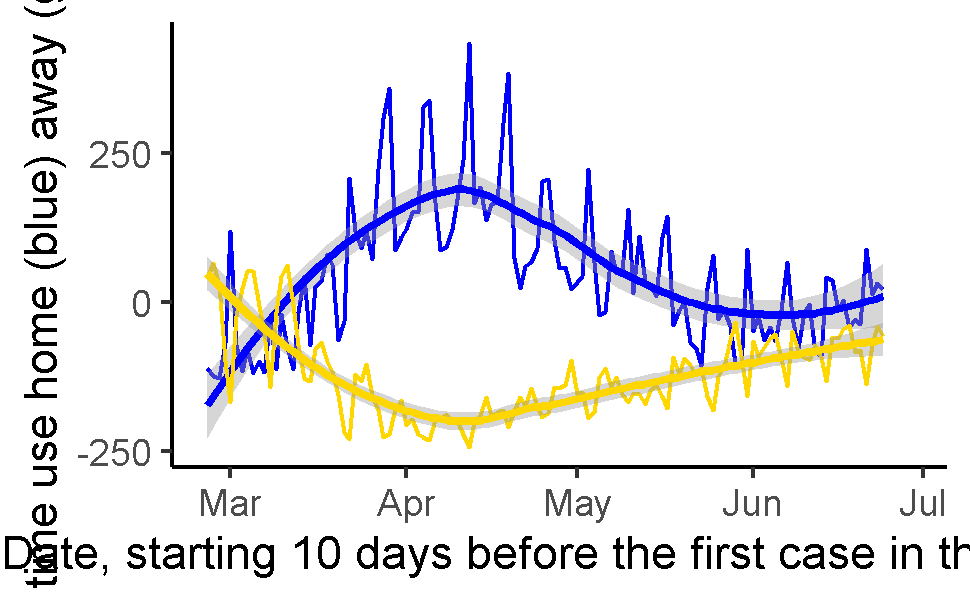 time use home (blue) away (
250
0
-250
Mar Apr May Jun Jul
Date, starting 10 days before the first case in th